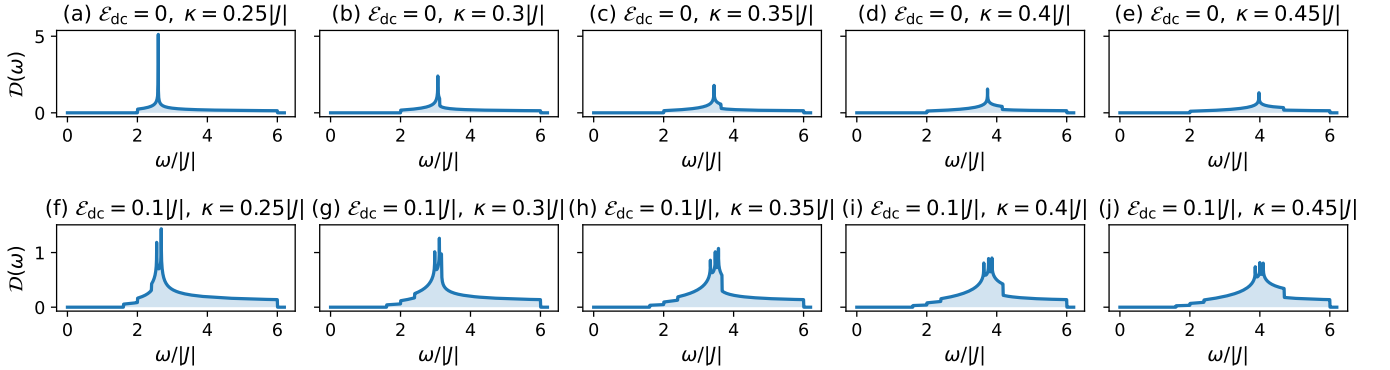 (a) ℰdc = 0, κ = 0.25|J|
(b) ℰdc = 0, κ = 0.3|J|
(c) ℰdc = 0, κ = 0.35|J|
(d) ℰdc = 0, κ = 0.4|J|
(e) ℰdc = 0, κ = 0.45|J|
𝒟(ω)
5
0
0 2 4 6
0 2 4 6
0 2 4 6
0 2 4 6
0 2 4 6
ω/|J|
ω/|J|
ω/|J|
ω/|J|
ω/|J|
(f) ℰdc = 0.1|J|, κ = 0.25|J|
(g) ℰdc = 0.1|J|, κ = 0.3|J|
(h) ℰdc = 0.1|J|, κ = 0.35|J|
(i) ℰdc = 0.1|J|, κ = 0.4|J|
(j) ℰdc = 0.1|J|, κ = 0.45|J|
𝒟(ω)
1
0
0 2 4 6
0 2 4 6
0 2 4 6
0 2 4 6
0 2 4 6
ω/|J|
ω/|J|
ω/|J|
ω/|J|
ω/|J|